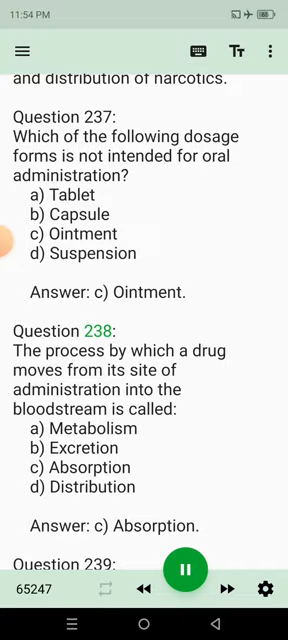 11:54 PM
and distribution of narcotics.
Question 237:
Which of the following dosage
forms is not intended for oral
administration?
a) Tablet
b) Capsule
c) Ointment
d) Suspension
Answer: c) Ointment.
Question 238:
The process by which a drug
moves from its site of
administration into the
bloodstream is called:
a) Metabolism
b) Excretion
c) Absorption
d) Distribution
Answer: c) Absorption.
Question 239:
65247